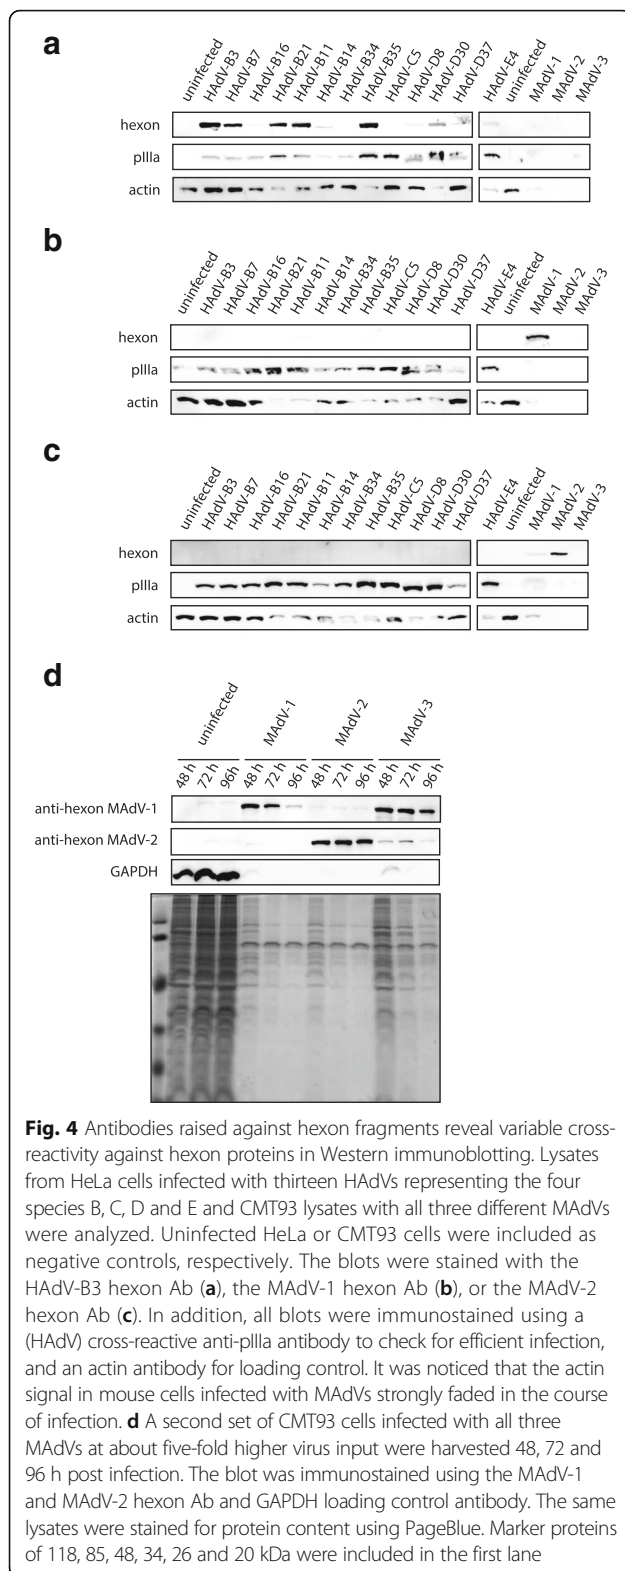 a
uninfected HAdV-B3 HAdV-B7 HAdV-B16 HAdV-B21 HAdV-B11 HAdV-B14 HAdV-B34 HAdV-B35 HAdV-C5 HAdV-D8 HAdV-D30 HAdV-D37 HAdV-E4 uninfected MAdV-1 MAdV-2 MAdV-3
hexon
pIIIa
actin
b
uninfected HAdV-B3 HAdV-B7 HAdV-B16 HAdV-B21 HAdV-B11 HAdV-B14 HAdV-B34 HAdV-B35 HAdV-C5 HAdV-D8 HAdV-D30 HAdV-D37 HAdV-E4 uninfected MAdV-1 MAdV-2 MAdV-3
hexon
pIIIa
actin
c
uninfected HAdV-B3 HAdV-B7 HAdV-B16 HAdV-B21 HAdV-B11 HAdV-B14 HAdV-B34 HAdV-B35 HAdV-C5 HAdV-D8 HAdV-D30 HAdV-D37 HAdV-E4 uninfected MAdV-1 MAdV-2 MAdV-3
hexon
pIIIa
actin
d
uninfected MAdV-1 MAdV-2 MAdV-3
48 h 72 h 96h 48 h 72 h 96 h 48 h 72 h 96 h 48 h 72 h 96 h
anti-hexon MAdV-1
anti-hexon MAdV-2
GAPDH
Fig. 4 Antibodies raised against hexon fragments reveal variable cross-
reactivity against hexon proteins in Western immunoblotting. Lysates
from HeLa cells infected with thirteen HAdVs representing the four
species B, C, D and E and CMT93 lysates with all three different MAdVs
were analyzed. Uninfected HeLa or CMT93 cells were included as
negative controls, respectively. The blots were stained with the
HAdV-B3 hexon Ab (a), the MAdV-1 hexon Ab (b), or the MAdV-2
hexon Ab (c). In addition, all blots were immunostained using a
(HAdV) cross-reactive anti-pIIIa antibody to check for efficient infection,
and an actin antibody for loading control. It was noticed that the actin
signal in mouse cells infected with MAdVs strongly faded in the course
of infection. d A second set of CMT93 cells infected with all three
MAdVs at about five-fold higher virus input were harvested 48, 72 and
96 h post infection. The blot was immunostained using the MAdV-1
and MAdV-2 hexon Ab and GAPDH loading control antibody. The same
lysates were stained for protein content using PageBlue. Marker proteins
of 118, 85, 48, 34, 26 and 20 kDa were included in the first lane